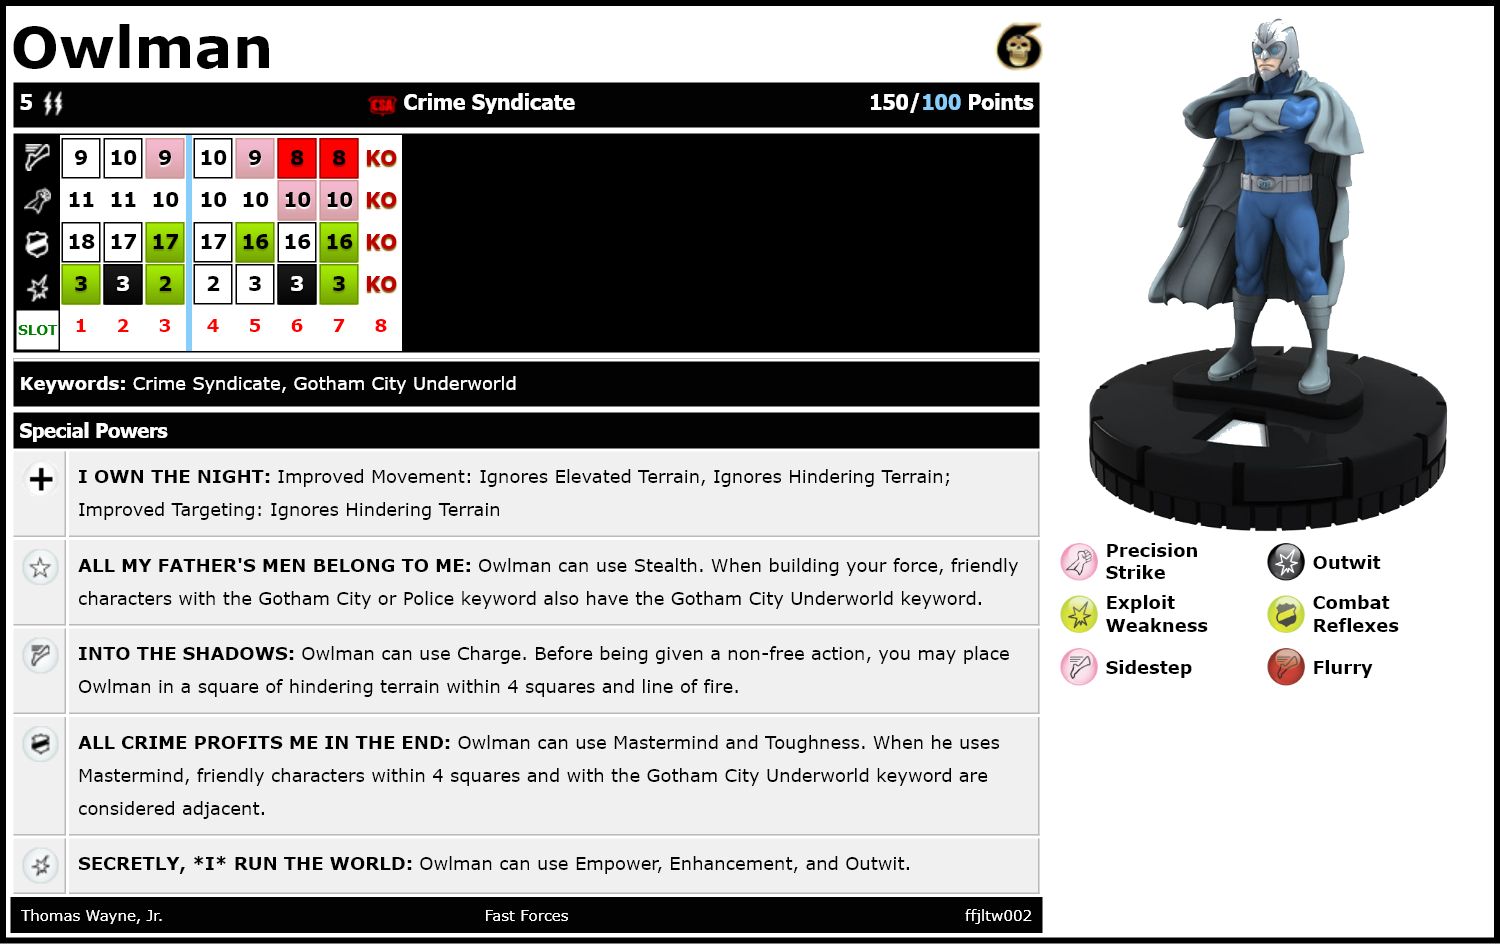 Owlman
5
CSA Crime Syndicate
150/100 Points
9 10 9 10 9 8 8 KO
11 11 10 10 10 10 10 KO
18 17 17 17 16 16 16 KO
3 3 2 2 3 3 3 KO
SLOT 1 2 3 4 5 6 7 8
Keywords: Crime Syndicate, Gotham City Underworld
Special Powers
I OWN THE NIGHT: Improved Movement: Ignores Elevated Terrain, Ignores Hindering Terrain;
Improved Targeting: Ignores Hindering Terrain
ALL MY FATHER'S MEN BELONG TO ME: Owlman can use Stealth. When building your force, friendly
characters with the Gotham City or Police keyword also have the Gotham City Underworld keyword.
INTO THE SHADOWS: Owlman can use Charge. Before being given a non-free action, you may place
Owlman in a square of hindering terrain within 4 squares and line of fire.
ALL CRIME PROFITS ME IN THE END: Owlman can use Mastermind and Toughness. When he uses
Mastermind, friendly characters within 4 squares and with the Gotham City Underworld keyword are
considered adjacent.
SECRETLY, *I* RUN THE WORLD: Owlman can use Empower, Enhancement, and Outwit.
Thomas Wayne, Jr.
Fast Forces
ffjltw002
Precision
Strike
Outwit
Exploit
Weakness
Combat
Reflexes
Sidestep
Flurry